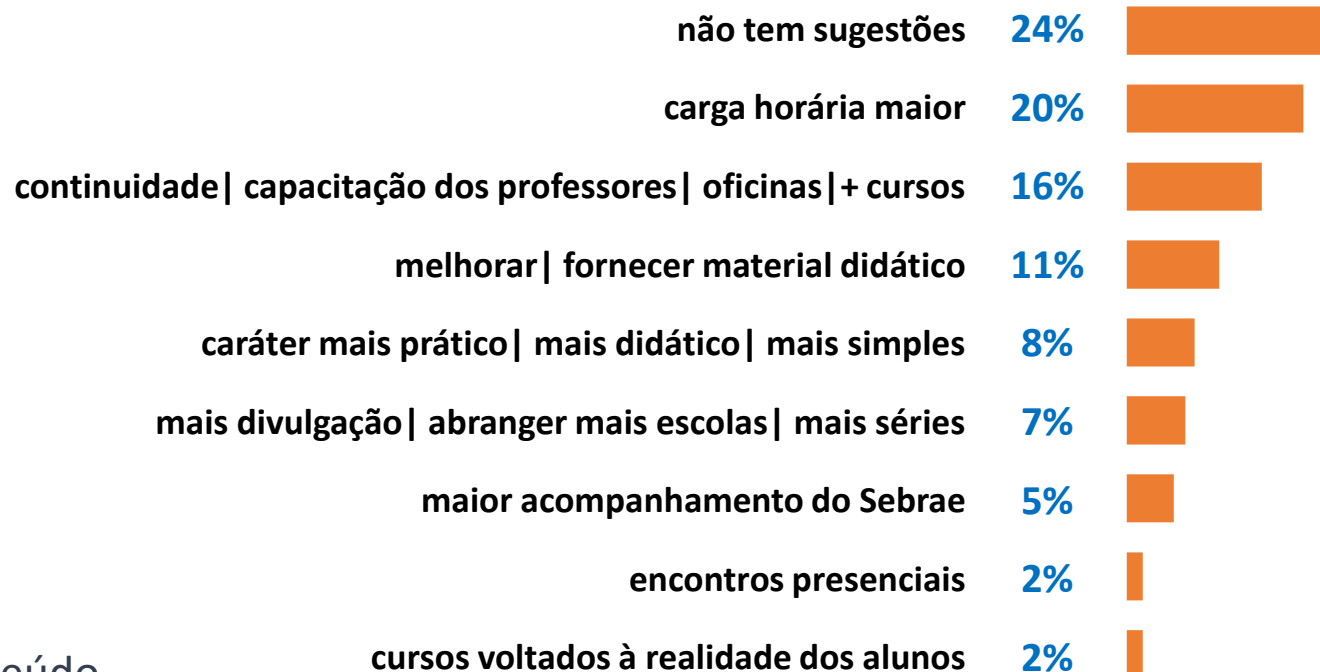 não tem sugestões 24%
carga horária maior 20%
continuidade| capacitação dos professores| oficinas|+ cursos 16%
melhorar| fornecer material didático 11%
caráter mais prático| mais didático| mais simples 8%
mais divulgação| abranger mais escolas| mais séries 7%
maior acompanhamento do Sebrae 5%
encontros presenciais 2%
cursos voltados à realidade dos alunos 2%